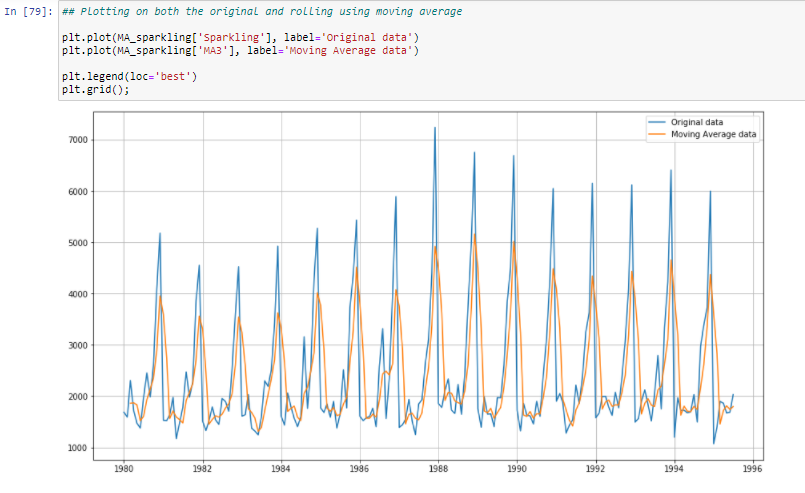 In [79]: ## Plotting on both the original and rolling using moving average
plt.plot(MA_sparkling['Sparkling'], label='Original data')
plt.plot(MA_sparkling['MA3'], label='Moving Average data')
plt.legend(loc='best')
plt.grid();
Original data
Moving Average data
7000
6000
5000
4000
3000
2000
1000
1980 1982 1984 1986 1988 1990 1992 1994 1996